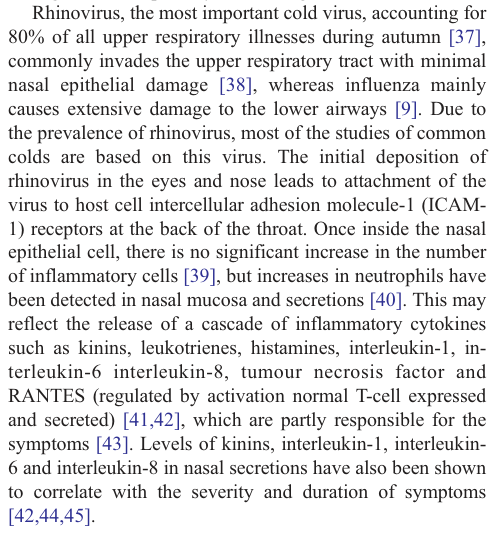 Rhinovirus, the most important cold virus, accounting for
80% of all upper respiratory illnesses during autumn [37],
commonly invades the upper respiratory tract with minimal
nasal epithelial damage [38], whereas influenza mainly
causes extensive damage to the lower airways [9]. Due to
the prevalence of rhinovirus, most of the studies of common
colds are based on this virus. The initial deposition of
rhinovirus in the eyes and nose leads to attachment of the
virus to host cell intercellular adhesion molecule-1 (ICAM-
1) receptors at the back of the throat. Once inside the nasal
epithelial cell, there is no significant increase in the number
of inflammatory cells [39], but increases in neutrophils have
been detected in nasal mucosa and secretions [40]. This may
reflect the release of a cascade of inflammatory cytokines
such as kinins, leukotrienes, histamines, interleukin-1, in-
terleukin-6 interleukin-8, tumour necrosis factor and
RANTES (regulated by activation normal T-cell expressed
and secreted) [41,42], which are partly responsible for the
symptoms [43]. Levels of kinins, interleukin-1, interleukin-
6 and interleukin-8 in nasal secretions have also been shown
to correlate with the severity and duration of symptoms
[42,44,45].